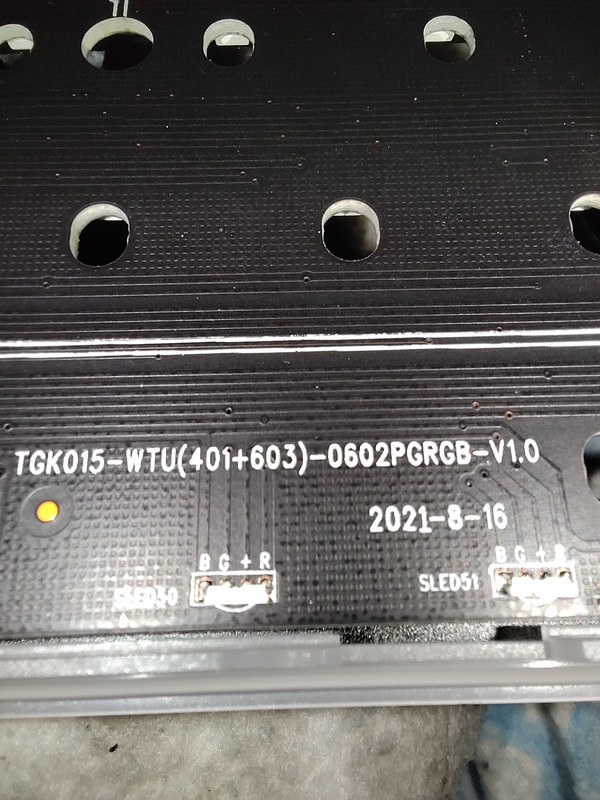 TGK015-WTU(401+603)-0602PGRGB-V1.0
2021-8-16
B G + R
B G + R
SLED50
SLED51